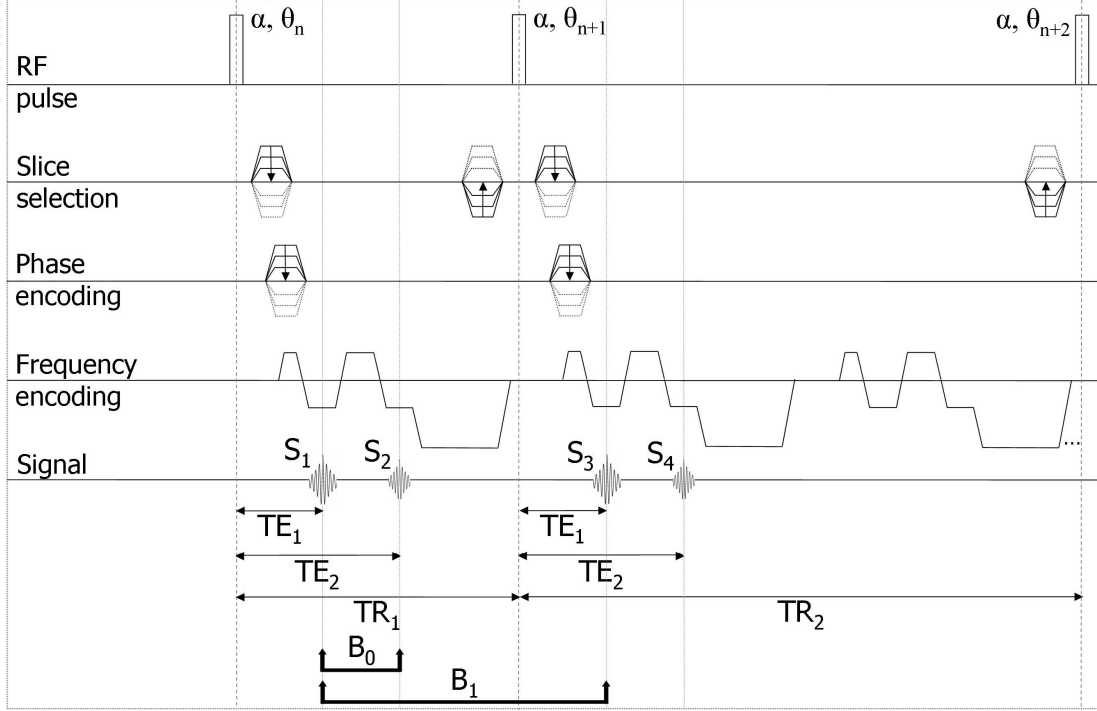 α, θn
α, θn+1
α, θn+2
RF
pulse
Slice
selection
Phase
encoding
Frequency
encoding
...
Signal
S1
S2
S3
S4
TE1
TE1
TE2
TE2
TR1
TR2
B0
B1